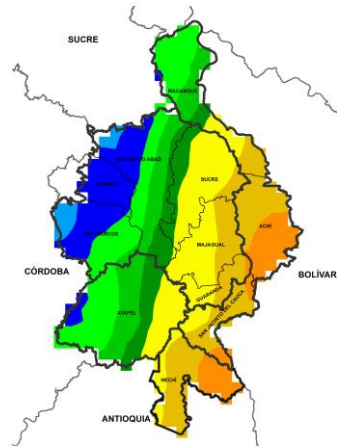 SUCRE
MAGANGUÉ
SUCRE
ACHÍ
MAJAGUAL
CÓRDOBA
BOLÍVAR
GUARANDA
SAN JACINTO DEL CAUCA
AYAPEL
NECHÍ
ANTIOQUIA